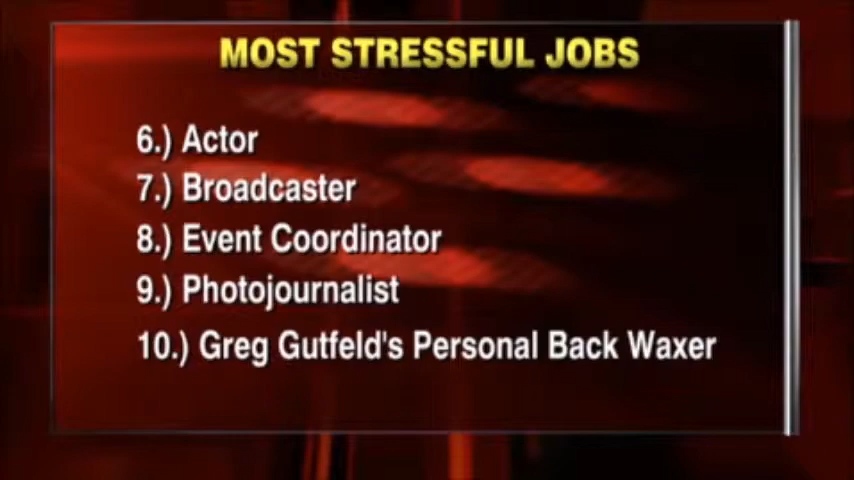 MOST STRESSFUL JOBS
6.) Actor
7.) Broadcaster
8.) Event Coordinator
9.) Photojournalist
10.) Greg Gutfeld's Personal Back Waxer